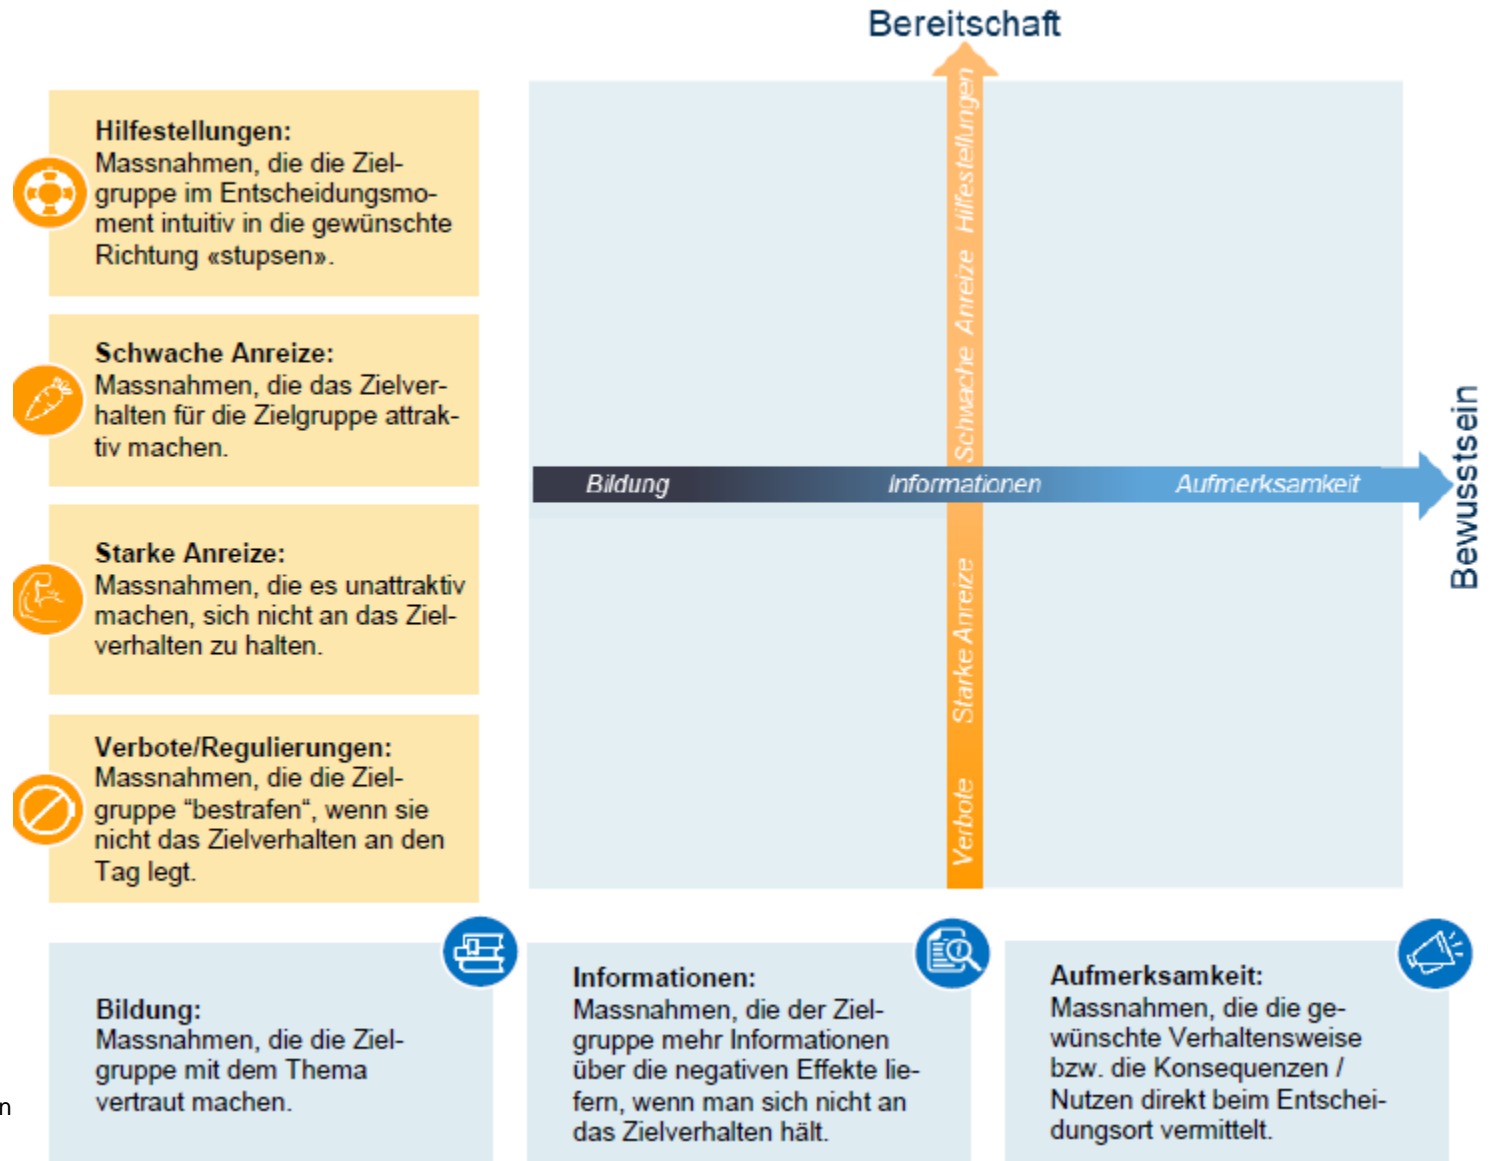 Bereitschaft
Hilfestellungen:
Massnahmen, die die Ziel-
gruppe im Entscheidungsmo-
ment intuitiv in die gewünschte
Richtung «stupsen».
Schwache Anreize:
Massnahmen, die das Zielver-
halten für die Zielgruppe attrak-
tiv machen.
Starke Anreize:
Massnahmen, die es unattraktiv
machen, sich nicht an das Ziel-
verhalten zu halten.
Verbote/Regulierungen:
Massnahmen, die die Ziel-
gruppe “bestrafen“, wenn sie
nicht das Zielverhalten an den
Tag legt.
Hilfestellungen
Schwache Anreize
Starke Anreize
Verbote
Bildung
Informationen
Aufmerksamkeit
Bewusstsein
Bildung:
Massnahmen, die die Ziel-
gruppe mit dem Thema
vertraut machen.
n
Informationen:
Massnahmen, die der Ziel-
gruppe mehr Informationen
über die negativen Effekte lie-
fern, wenn man sich nicht an
das Zielverhalten hält.
Aufmerksamkeit:
Massnahmen, die die ge-
wünschte Verhaltensweise
bzw. die Konsequenzen /
Nutzen direkt beim Entschei-
dungsort vermittelt.